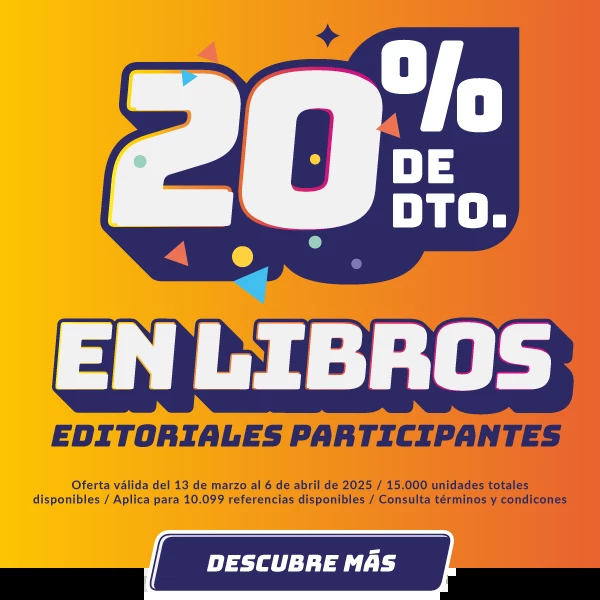 20%
DE
DTO.
EN LIBROS
EDITORIALES PARTICIPANTES
Oferta válida del 13 de marzo al 6 de abril de 2025 / 15.000 unidades totales
disponibles / Aplica para 10.099 referencias disponibles / Consulta términos y condicones
DESCUBRE MÁS